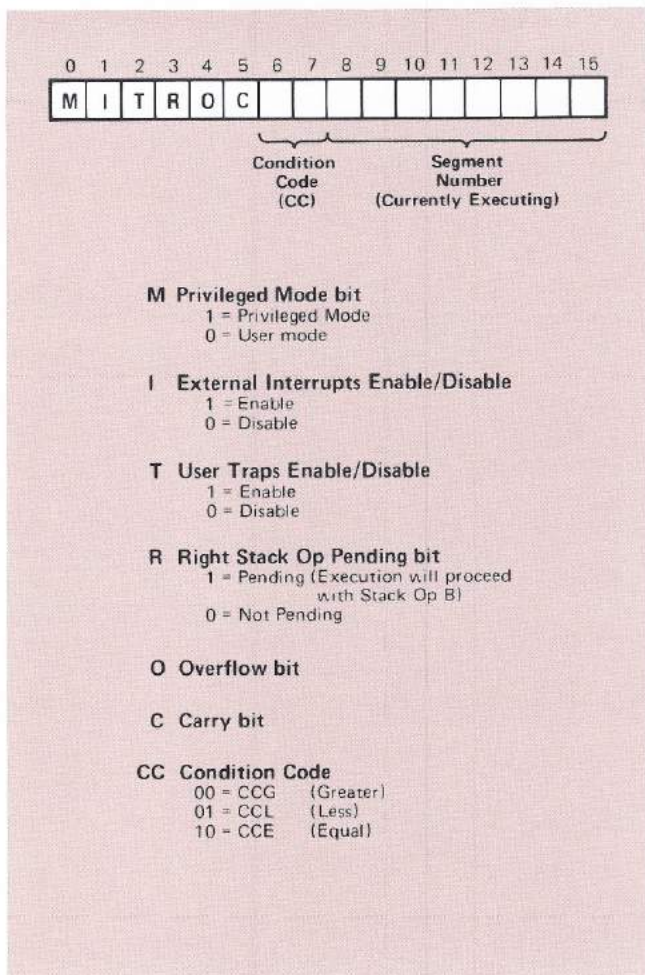 0 1 2 3 4 5 6 7 8 9 10 11 12 13 14 15
M I T R O C
Condition Code (CC)
Segment Number (Currently Executing)
M Privileged Mode bit
1 = Privileged Mode
0 = User mode
I External Interrupts Enable/Disable
1 = Enable
0 = Disable
T User Traps Enable/Disable
1 = Enable
0 = Disable
R Right Stack Op Pending bit
1 = Pending (Execution will proceed
with Stack Op B)
0 = Not Pending
O Overflow bit
C Carry bit
CC Condition Code
00 = CCG (Greater)
01 = CCL (Less)
10 = CCE (Equal)